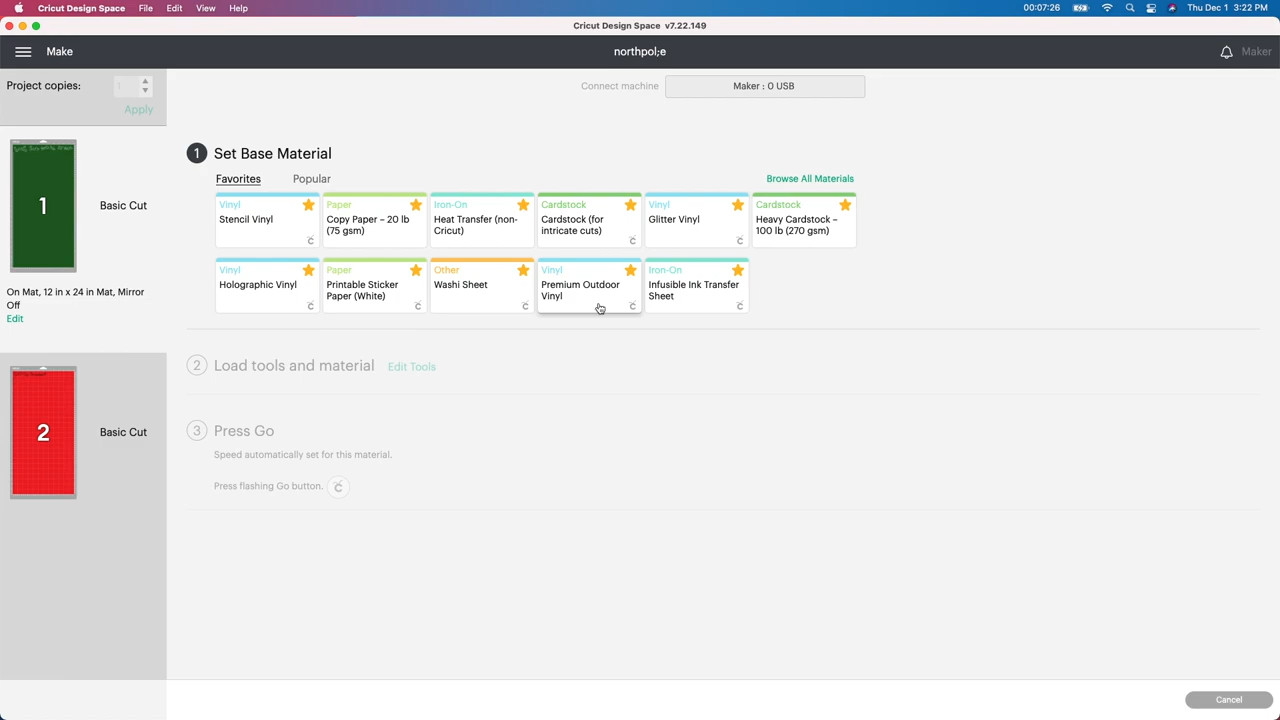 Cricut Design Space File Edit View Help 00:07:26 Thu Dec 1 3:22 PM
Cricut Design Space v7.22.149
Make northpol;e Maker
Project copies: 1
Apply
Connect machine Maker : 0 USB
1 Set Base Material
Favorites Popular Browse All Materials
Vinyl Paper Iron-On Cardstock Vinyl Cardstock
Stencil Vinyl Copy Paper – 20 lb Heat Transfer (non- Cardstock (for Glitter Vinyl Heavy Cardstock –
(75 gsm) Cricut) intricate cuts) 100 lb (270 gsm)
Vinyl Paper Other Vinyl Iron-On
Holographic Vinyl Printable Sticker Washi Sheet Premium Outdoor Infusible Ink Transfer
Paper (White) Vinyl Sheet
1 Basic Cut
On Mat, 12 in x 24 in Mat, Mirror
Off
Edit
2 Load tools and material Edit Tools
2 Basic Cut
3 Press Go
Speed automatically set for this material.
Press flashing Go button.
Cancel